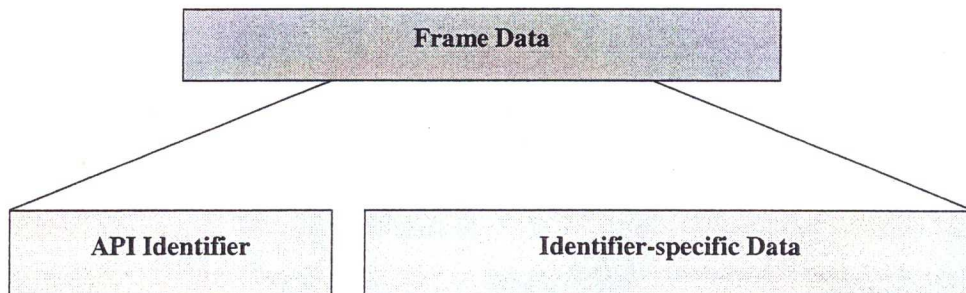 Frame Data
API Identifier
Identifier-specific Data